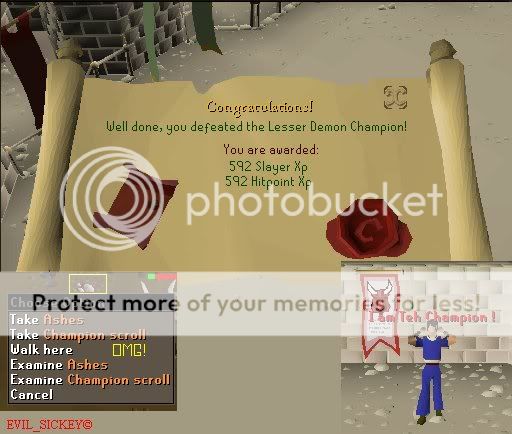 Congratulations!
Well done, you defeated the Lesser Demon Champion!
You are awarded:
592 Slayer Xp
592 Hitpoint Xp
photobucket
Protect more of your memories for less!
Take Ashes
Take Champion scroll
Walk here
OMG!
Examine Ashes
Examine Champion scroll
Cancel
I am Teh Champion !
EVIL_SICKEY©